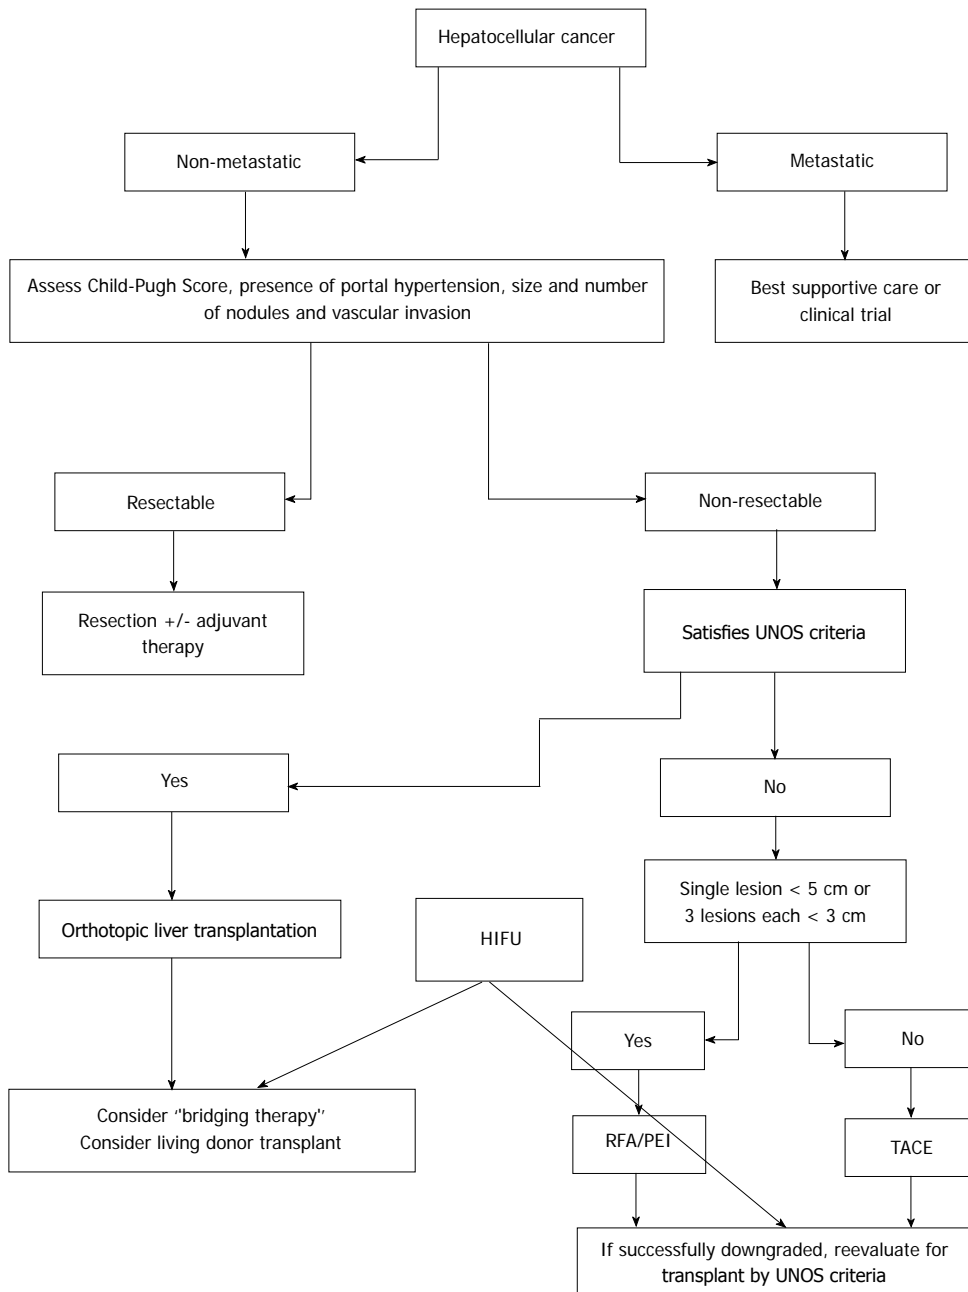 Hepatocellular cancer
Non-metastatic
Metastatic
Assess Child-Pugh Score, presence of portal hypertension, size and number
of nodules and vascular invasion
Best supportive care or
clinical trial
Resectable
Non-resectable
Resection +/- adjuvant
therapy
Satisfies UNOS criteria
Yes
No
Single lesion < 5 cm or
3 lesions each < 3 cm
Orthotopic liver transplantation
HIFU
Yes
No
Consider "bridging therapy"
Consider living donor transplant
RFA/PEI
TACE
If successfully downgraded, reevaluate for
transplant by UNOS criteria